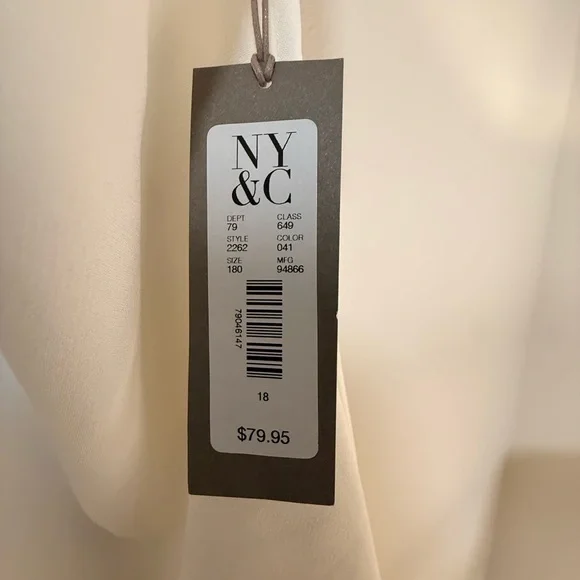 NY
&C
DEPT CLASS
79 649
STYLE COLOR
2262 041
SIZE MFG
180 94866
79046147
18
$79.95